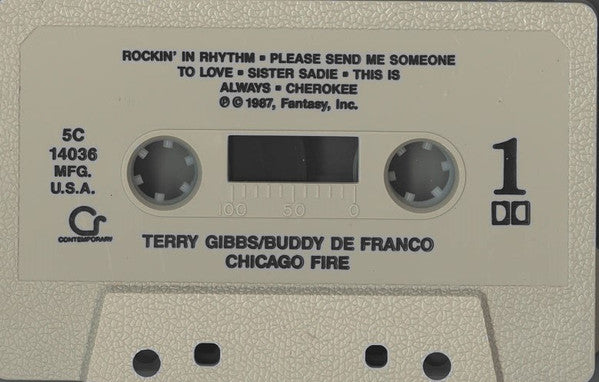 ROCKIN' IN RHYTHM ▪ PLEASE SEND ME SOMEONE
TO LOVE ▪ SISTER SADIE ▪ THIS IS
ALWAYS ▪ CHEROKEE
℗ © 1987, Fantasy, Inc.
5C
14036
MFG.
U.S.A.
1
100 50 0
Cr
CONTEMPORARY
TERRY GIBBS/BUDDY DE FRANCO
CHICAGO FIRE